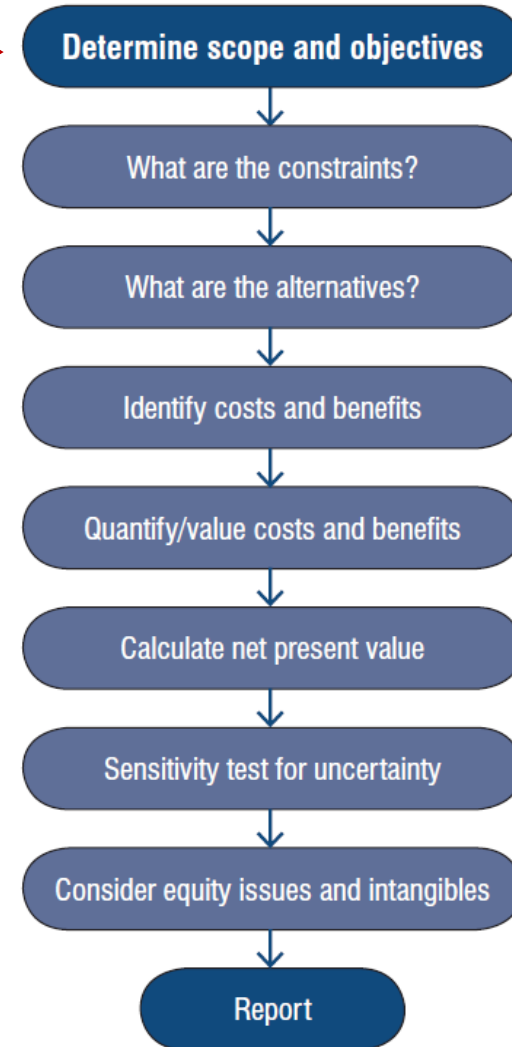 Determine scope and objectives
What are the constraints?
What are the alternatives?
Identify costs and benefits
Quantify/value costs and benefits
Calculate net present value
Sensitivity test for uncertainty
Consider equity issues and intangibles
Report